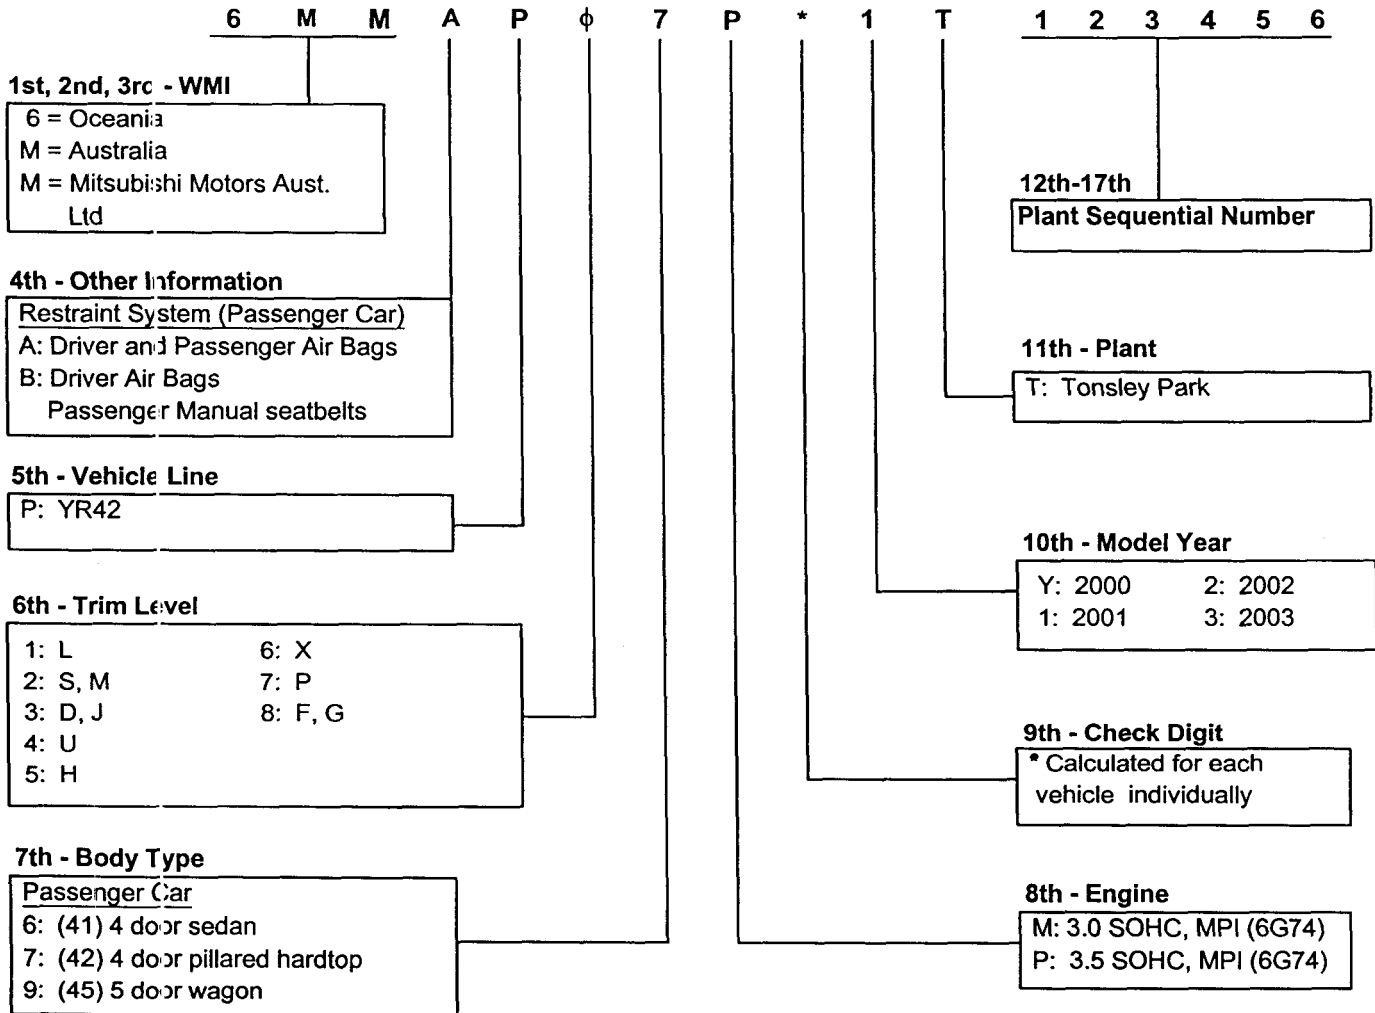 6 M M A P ϕ 7 P * 1 T 1 2 3 4 5 6
1st, 2nd, 3rc - WMI
6 = Oceania
M = Australia
M = Mitsubishi Motors Aust.
Ltd
4th - Other Information
Restraint System (Passenger Car)
A: Driver and Passenger Air Bags
B: Driver Air Bags
Passenger Manual seatbelts
5th - Vehicle Line
P: YR42
6th - Trim Level
1: L 6: X
2: S, M 7: P
3: D, J 8: F, G
4: U
5: H
7th - Body Type
Passenger Car
6: (41) 4 door sedan
7: (42) 4 door pillared hardtop
9: (45) 5 door wagon
12th-17th
Plant Sequential Number
11th - Plant
T: Tonsley Park
10th - Model Year
Y: 2000 2: 2002
1: 2001 3: 2003
9th - Check Digit
* Calculated for each
vehicle individually
8th - Engine
M: 3.0 SOHC, MPI (6G74)
P: 3.5 SOHC, MPI (6G74)